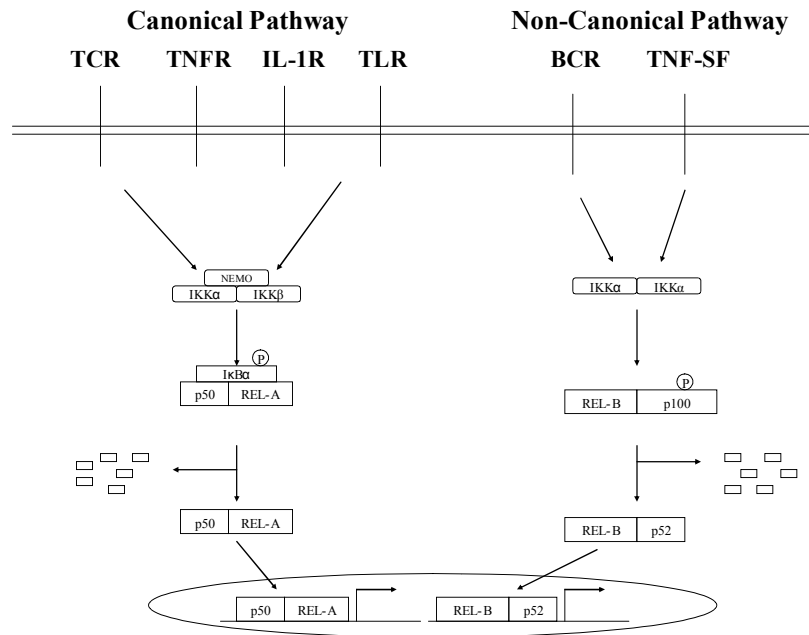 Canonical Pathway Non-Canonical Pathway
TCR TNFR IL-1R TLR BCR TNF-SF
NEMO
IKKα IKKβ IKKα IKKα
P
IκBα
p50 REL-A
P
REL-B p100
p50 REL-A REL-B p52
p50 REL-A REL-B p52